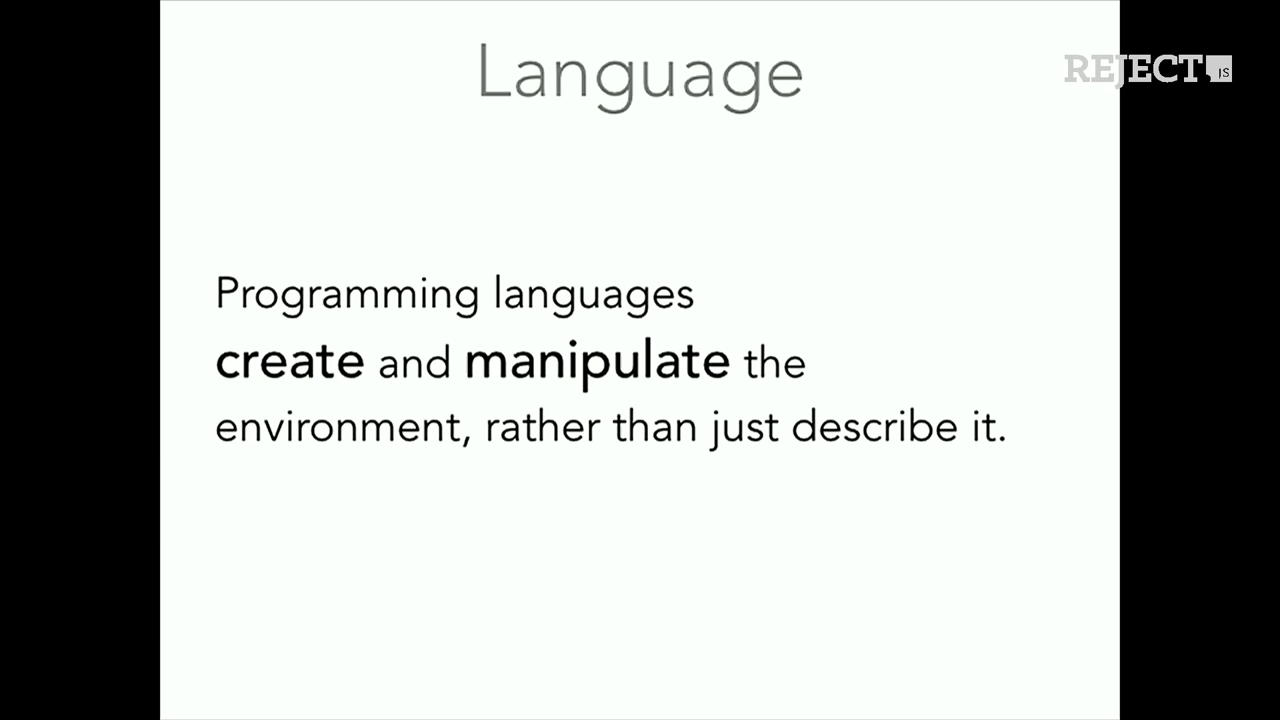 Language
REJECT JS
Programming languages
create and manipulate the
environment, rather than just describe it.